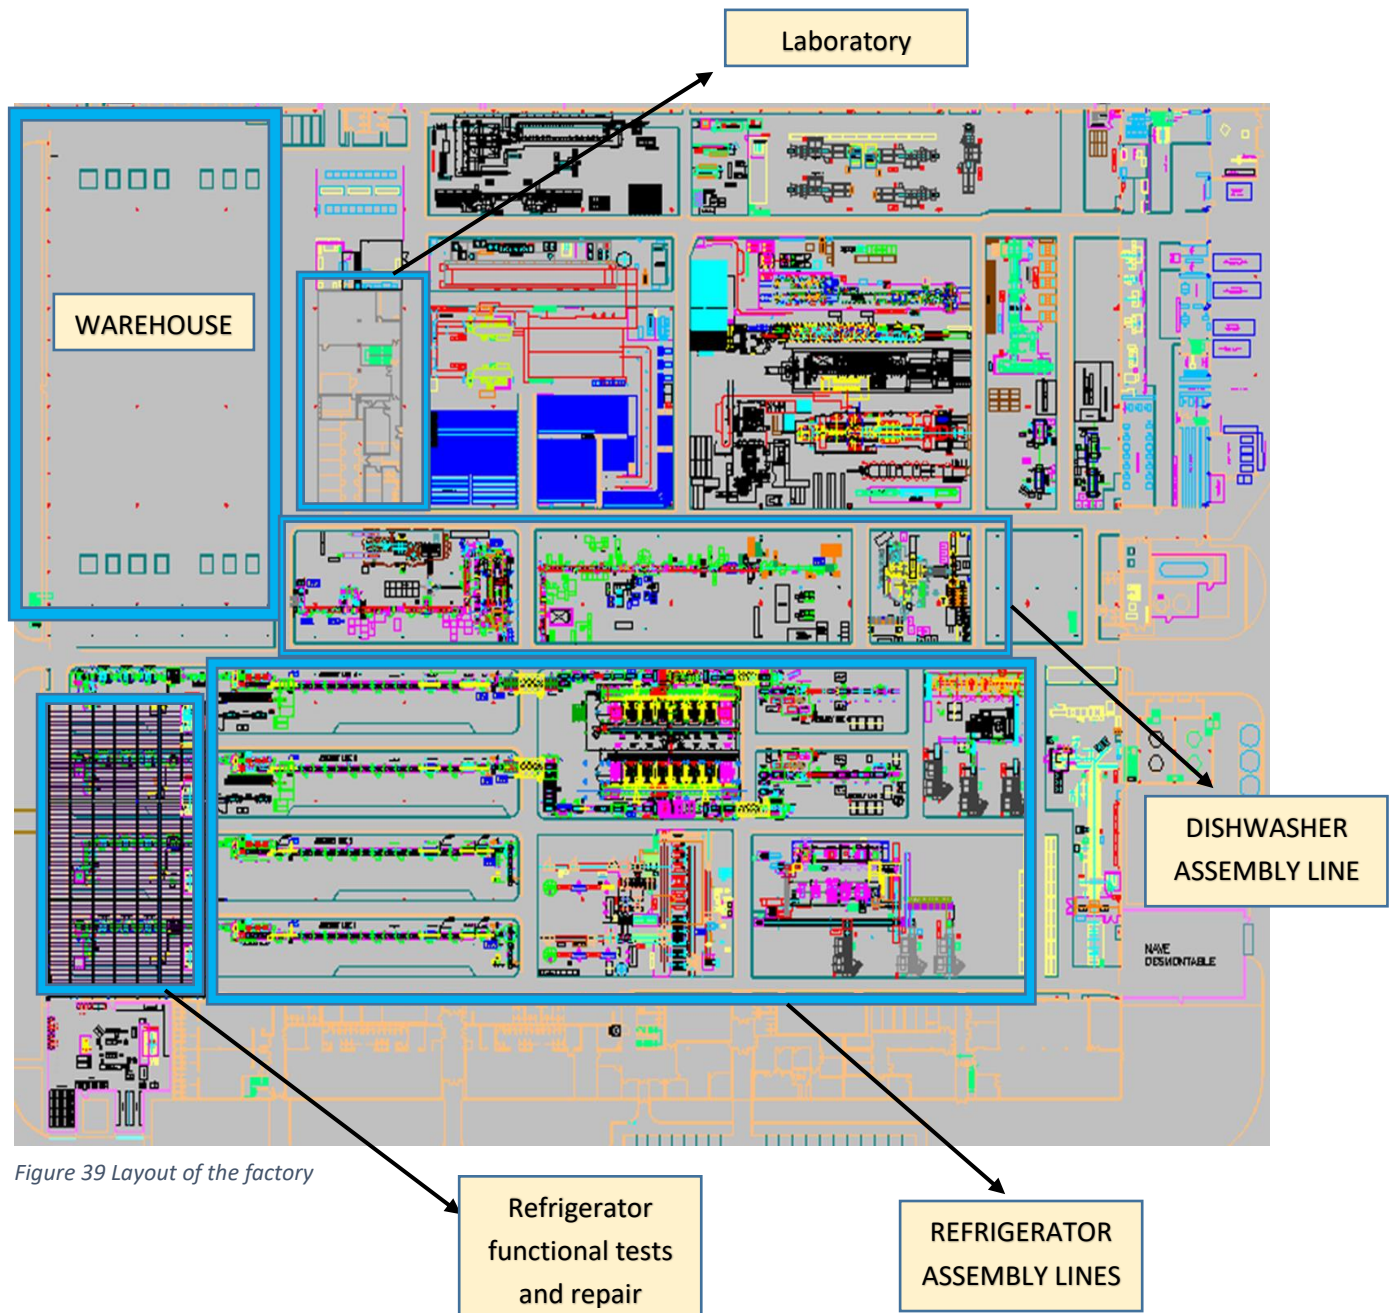 Laboratory
WAREHOUSE
DISHWASHER
ASSEMBLY LINE
NAVE
DESMONTABLE
Figure 39 Layout of the factory
Refrigerator
functional tests
and repair
REFRIGERATOR
ASSEMBLY LINES